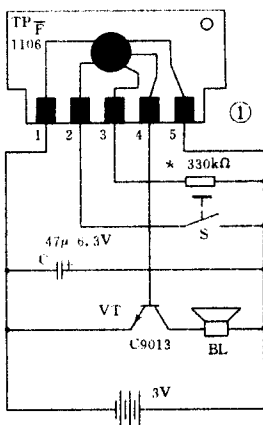 TP F̅
1106
1 2 3 4 5
①
* 330kΩ
S
47μ 6.3V
C +
VT
C9013
BL
3V